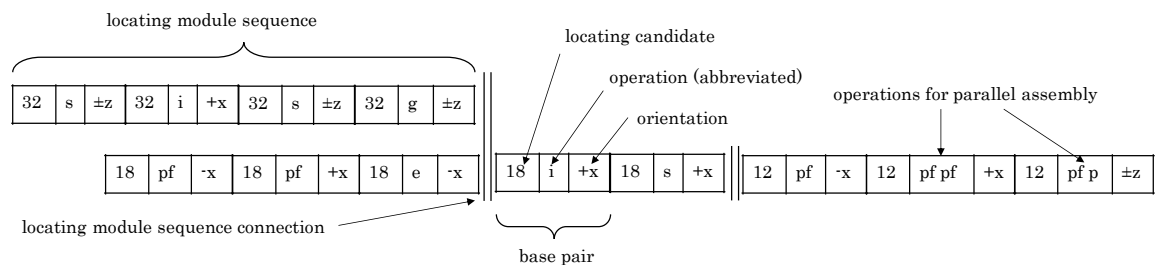 locating module sequence
locating candidate
operation (abbreviated)
operations for parallel assembly
orientation
32 s ±z 32 i +x 32 s ±z 32 g ±z
18 pf -x 18 pf +x 18 e -x 18 i +x 18 s +x 12 pf -x 12 pf pf +x 12 pf p ±z
locating module sequence connection
base pair